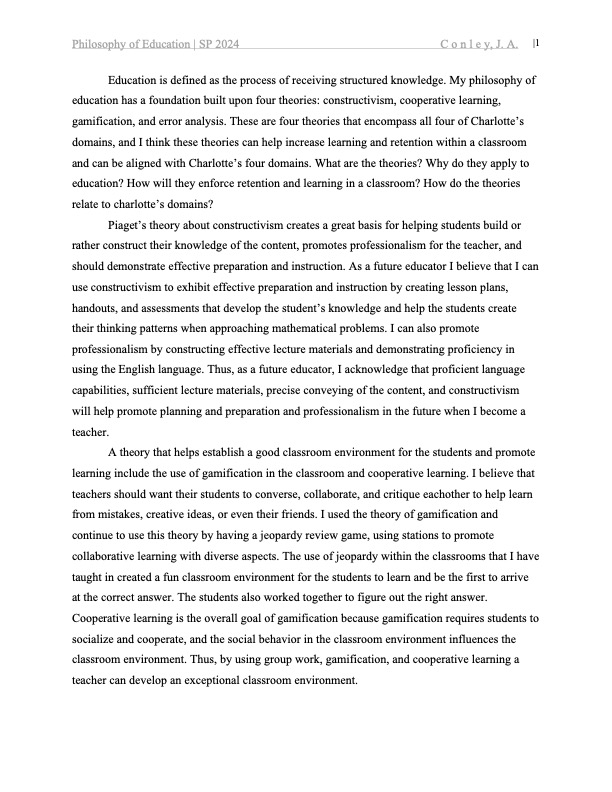 Philosophy of Education | SP 2024 C o n l e y, J. A. |1
Education is defined as the process of receiving structured knowledge. My philosophy of
education has a foundation built upon four theories: constructivism, cooperative learning,
gamification, and error analysis. These are four theories that encompass all four of Charlotte’s
domains, and I think these theories can help increase learning and retention within a classroom
and can be aligned with Charlotte’s four domains. What are the theories? Why do they apply to
education? How will they enforce retention and learning in a classroom? How do the theories
relate to charlotte’s domains?
Piaget’s theory about constructivism creates a great basis for helping students build or
rather construct their knowledge of the content, promotes professionalism for the teacher, and
should demonstrate effective preparation and instruction. As a future educator I believe that I can
use constructivism to exhibit effective preparation and instruction by creating lesson plans,
handouts, and assessments that develop the student’s knowledge and help the students create
their thinking patterns when approaching mathematical problems. I can also promote
professionalism by constructing effective lecture materials and demonstrating proficiency in
using the English language. Thus, as a future educator, I acknowledge that proficient language
capabilities, sufficient lecture materials, precise conveying of the content, and constructivism
will help promote planning and preparation and professionalism in the future when I become a
teacher.
A theory that helps establish a good classroom environment for the students and promote
learning include the use of gamification in the classroom and cooperative learning. I believe that
teachers should want their students to converse, collaborate, and critique eachother to help learn
from mistakes, creative ideas, or even their friends. I used the theory of gamification and
continue to use this theory by having a jeopardy review game, using stations to promote
collaborative learning with diverse aspects. The use of jeopardy within the classrooms that I have
taught in created a fun classroom environment for the students to learn and be the first to arrive
at the correct answer. The students also worked together to figure out the right answer.
Cooperative learning is the overall goal of gamification because gamification requires students to
socialize and cooperate, and the social behavior in the classroom environment influences the
classroom environment. Thus, by using group work, gamification, and cooperative learning a
teacher can develop an exceptional classroom environment.